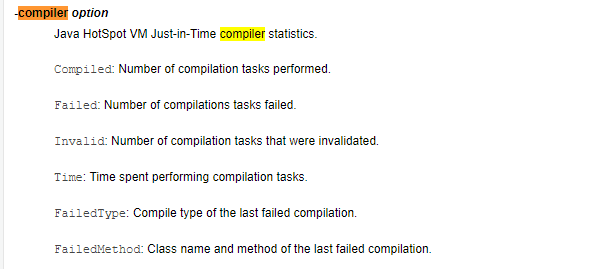 -compiler option
Java HotSpot VM Just-in-Time compiler statistics.
Compiled: Number of compilation tasks performed.
Failed: Number of compilations tasks failed.
Invalid: Number of compilation tasks that were invalidated.
Time: Time spent performing compilation tasks.
FailedType: Compile type of the last failed compilation.
FailedMethod: Class name and method of the last failed compilation.